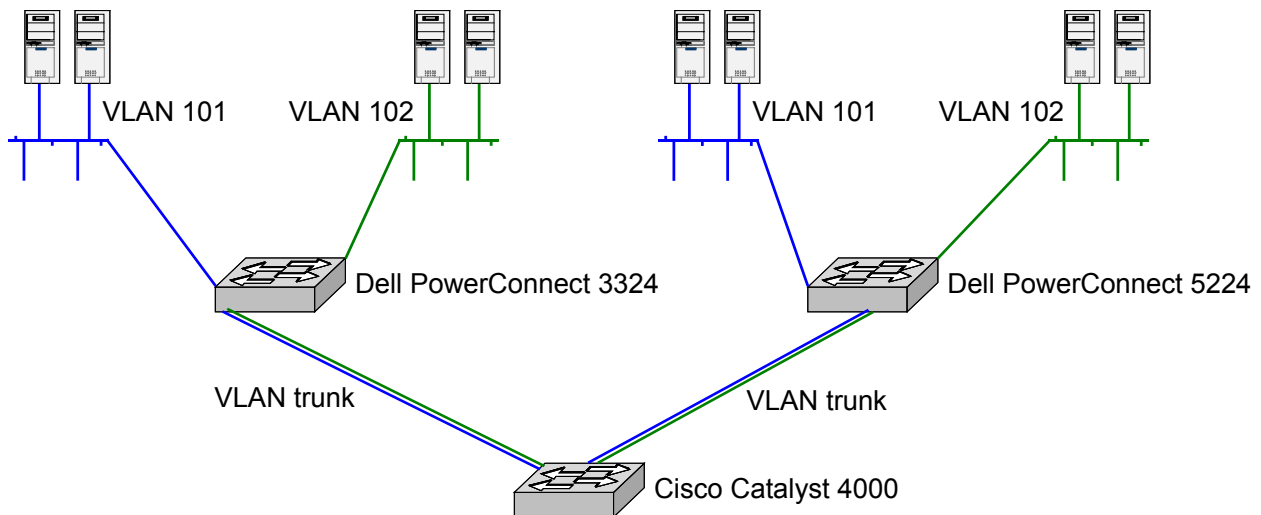 VLAN 101
VLAN 102
VLAN 101
VLAN 102
Dell PowerConnect 3324
Dell PowerConnect 5224
VLAN trunk
VLAN trunk
Cisco Catalyst 4000